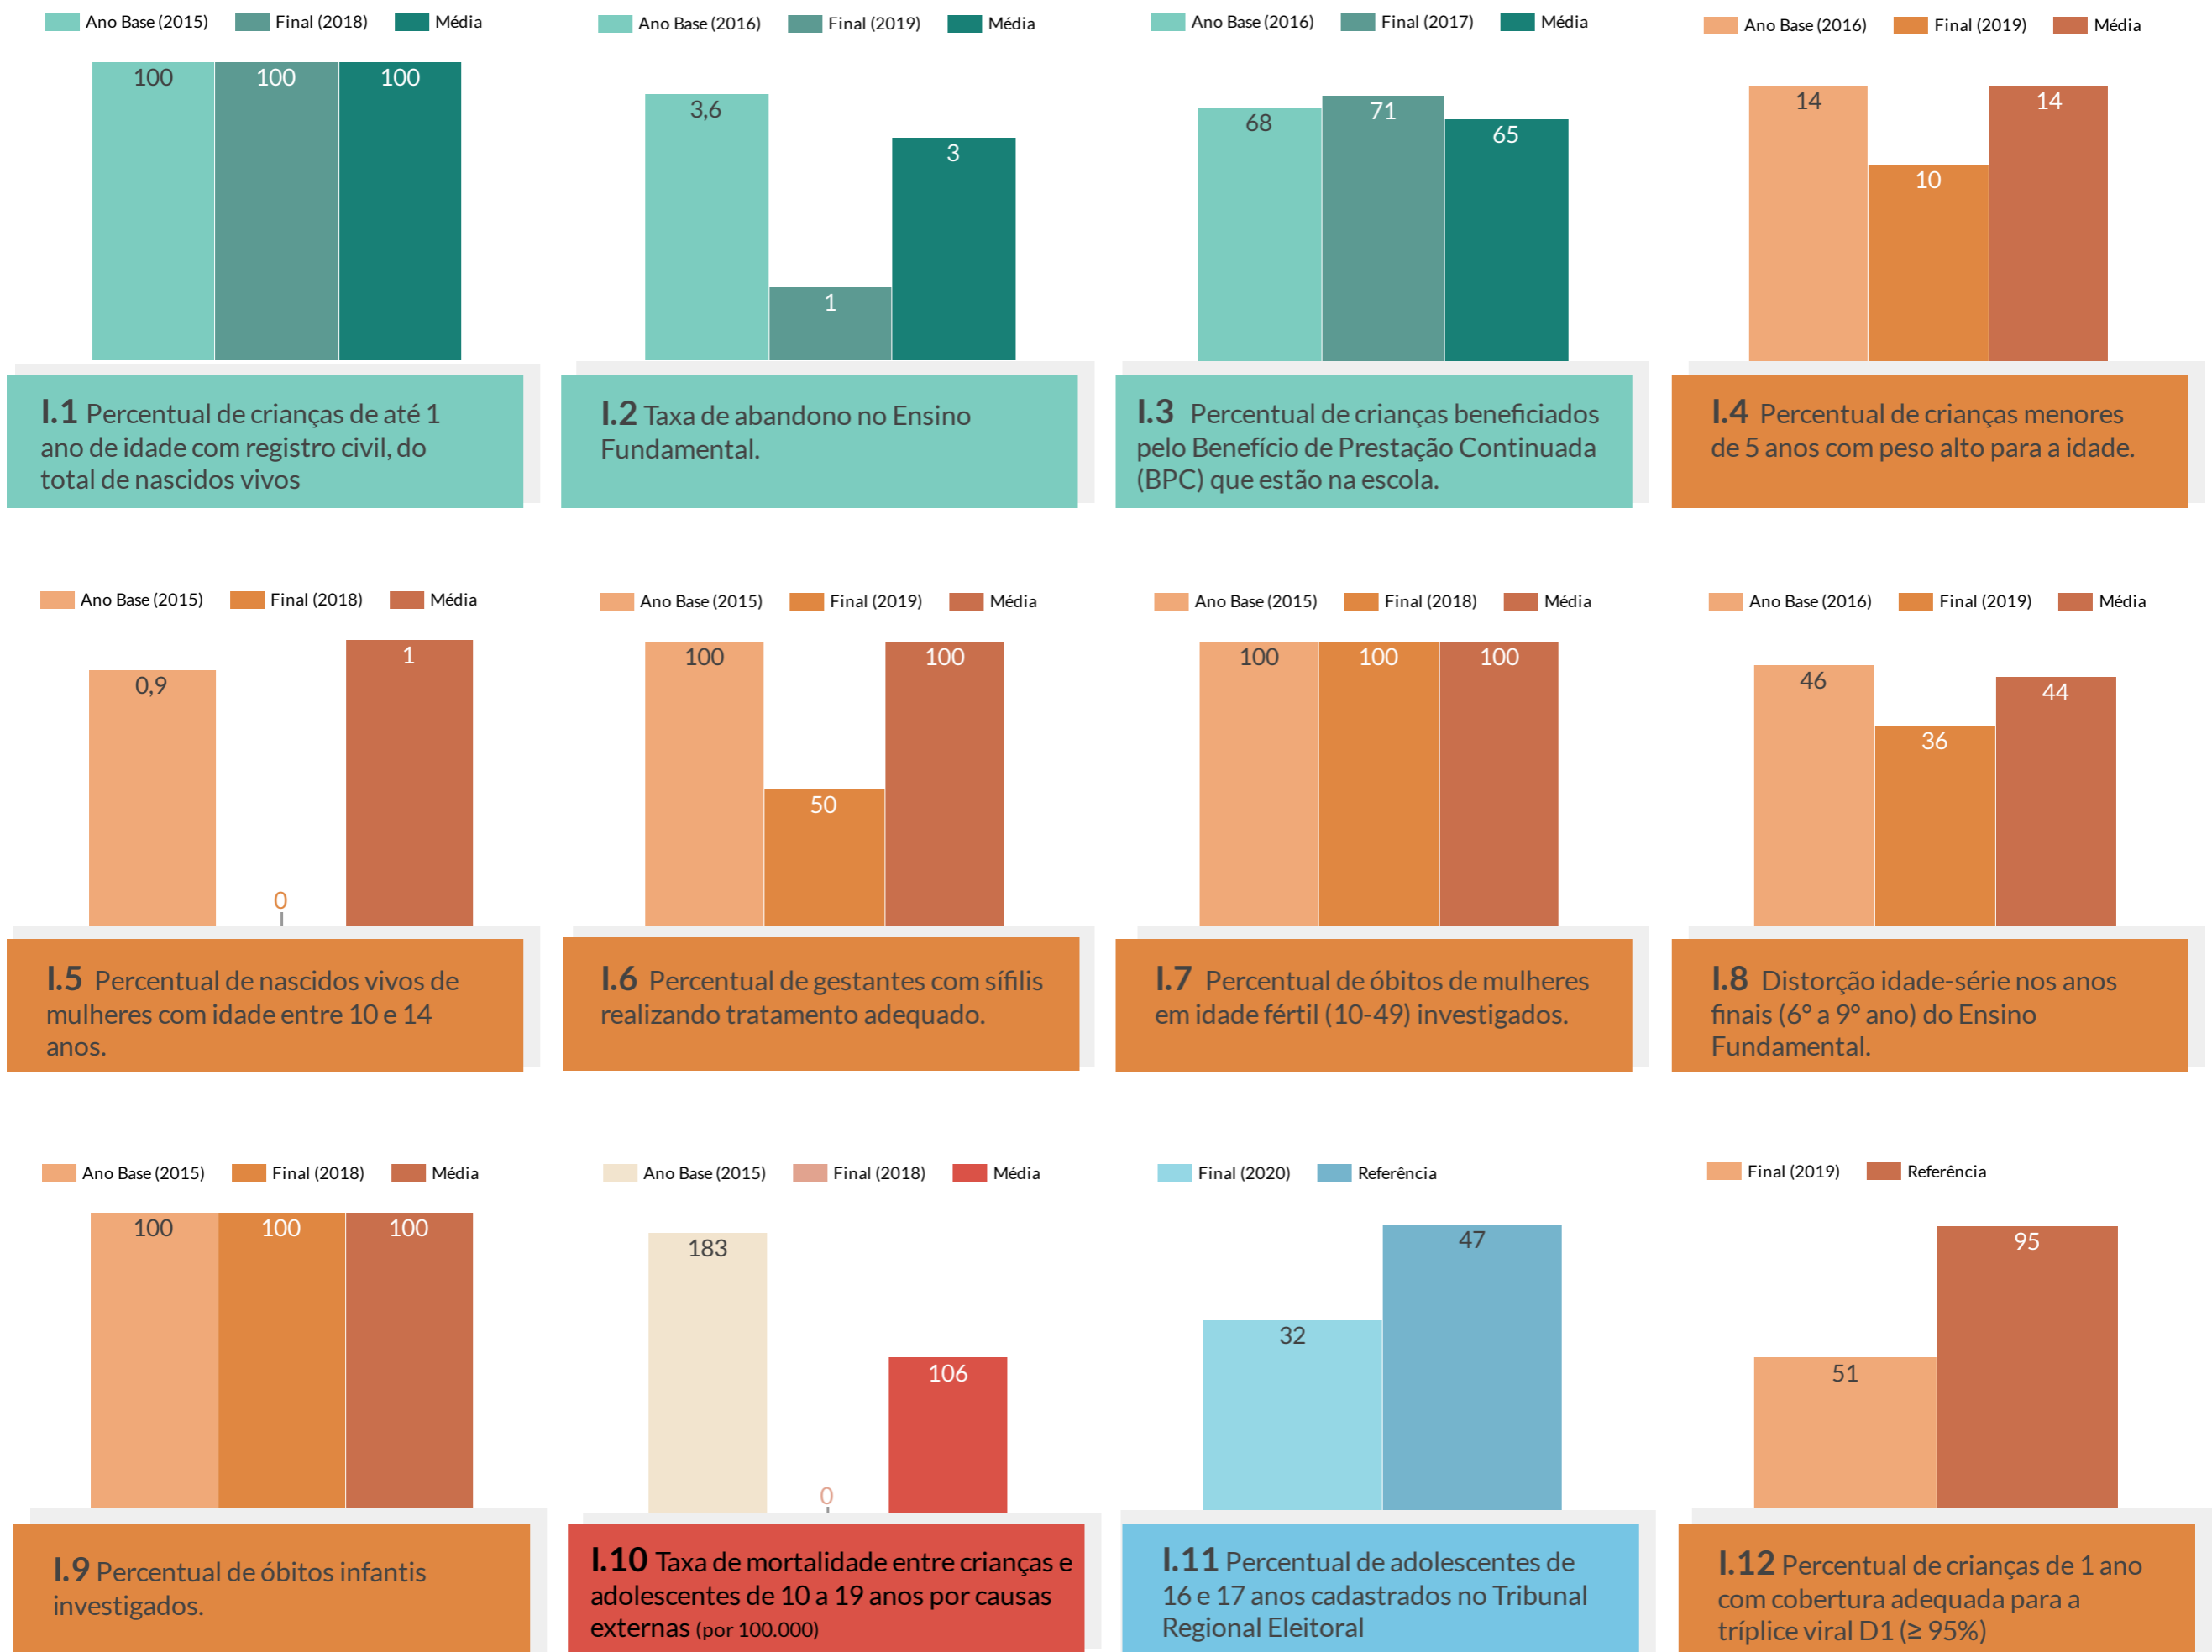 Ano Base (2015) Final (2018) Média
100 100 100
I.1 Percentual de crianças de até 1
ano de idade com registro civil, do
total de nascidos vivos
Ano Base (2016) Final (2019) Média
3,6
1
3
I.2 Taxa de abandono no Ensino
Fundamental.
Ano Base (2016) Final (2017) Média
68
71
65
I.3 Percentual de crianças beneficiados
pelo Benefício de Prestação Continuada
(BPC) que estão na escola.
Ano Base (2016) Final (2019) Média
14
10
14
I.4 Percentual de crianças menores
de 5 anos com peso alto para a idade.
Ano Base (2015) Final (2018) Média
0,9
0
1
I.5 Percentual de nascidos vivos de
mulheres com idade entre 10 e 14
anos.
Ano Base (2015) Final (2019) Média
100
50
100
I.6 Percentual de gestantes com sífilis
realizando tratamento adequado.
Ano Base (2015) Final (2018) Média
100 100 100
I.7 Percentual de óbitos de mulheres
em idade fértil (10-49) investigados.
Ano Base (2016) Final (2019) Média
46
36
44
I.8 Distorção idade-série nos anos
finais (6º a 9º ano) do Ensino
Fundamental.
Ano Base (2015) Final (2018) Média
100 100 100
I.9 Percentual de óbitos infantis
investigados.
Ano Base (2015) Final (2018) Média
183
0
106
I.10 Taxa de mortalidade entre crianças e
adolescentes de 10 a 19 anos por causas
externas (por 100.000)
Final (2020) Referência
32
47
I.11 Percentual de adolescentes de
16 e 17 anos cadastrados no Tribunal
Regional Eleitoral
Final (2019) Referência
51
95
I.12 Percentual de crianças de 1 ano
com cobertura adequada para a
tríplice viral D1 (≥ 95%)